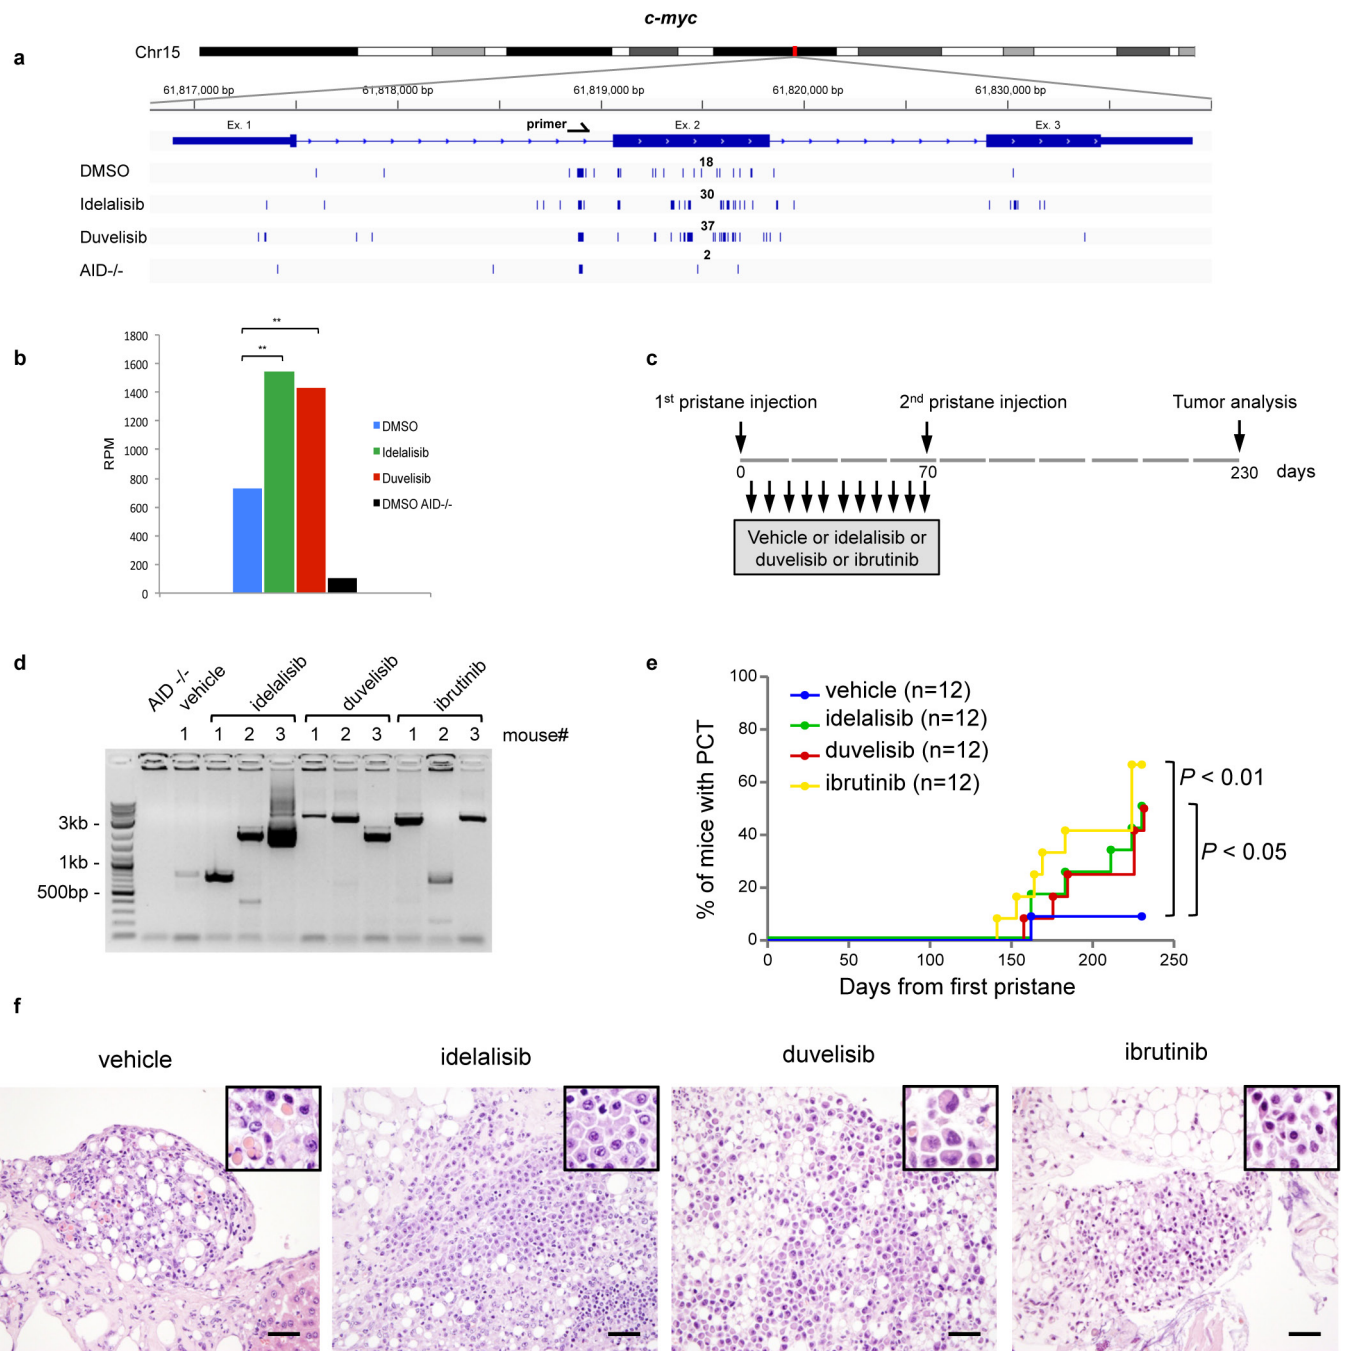 c-myc
a
Chr15
61,817,000 bp 61,818,000 bp 61,819,000 bp 61,820,000 bp 61,830,000 bp
Ex. 1 primer Ex. 2 Ex. 3
DMSO 18
Idelalisib 30
Duvelisib 37
AID-/- 2
b
1800
1600
1400
1200
1000
800
600
400
200
0
RPM
**
**
DMSO
Idelalisib
Duvelisib
DMSO AID-/-
c
1st pristane injection 2nd pristane injection Tumor analysis
0 70 230 days
Vehicle or idelalisib or
duvelisib or ibrutinib
d
AID -/- vehicle idelalisib duvelisib ibrutinib
1 1 2 3 1 2 3 1 2 3 mouse#
3kb -
1kb -
500bp -
e
100
80
60
40
20
0
% of mice with PCT
vehicle (n=12)
idelalisib (n=12)
duvelisib (n=12)
ibrutinib (n=12)
P < 0.01
P < 0.05
0 50 100 150 200 250
Days from first pristane
f
vehicle idelalisib duvelisib ibrutinib